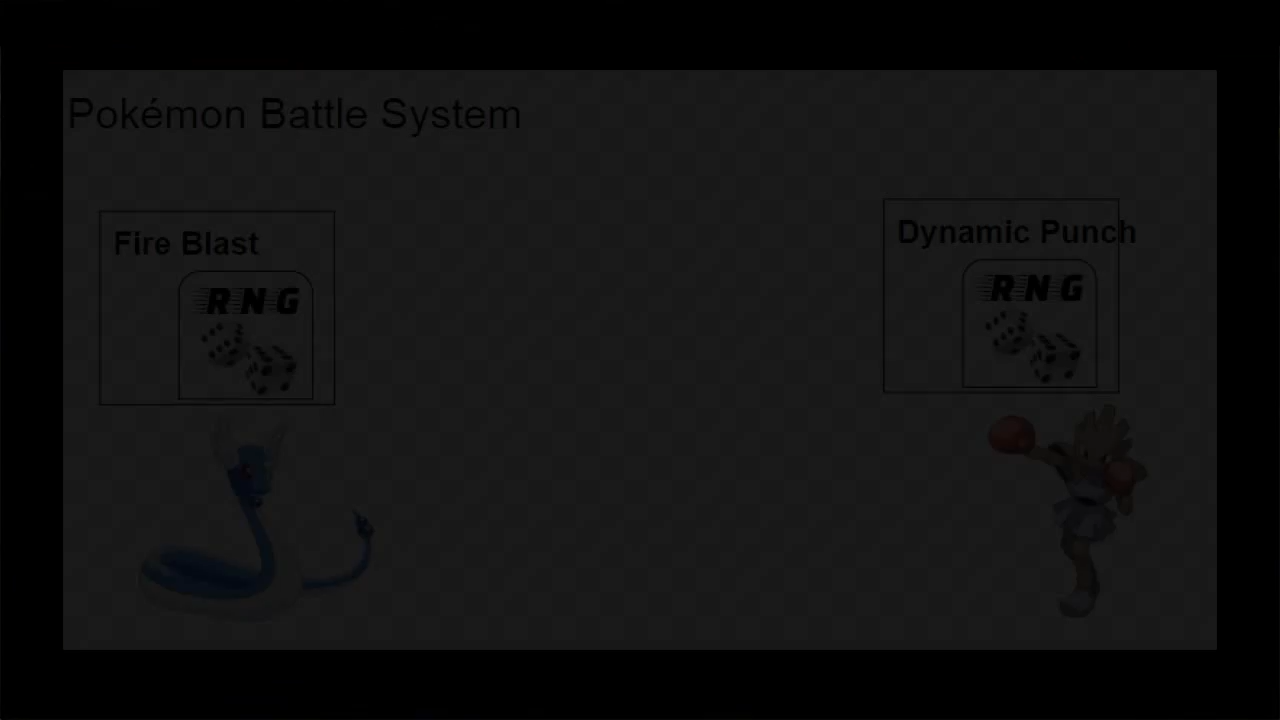 Pokémon Battle System
Fire Blast
RNG
Dynamic Punch
RNG